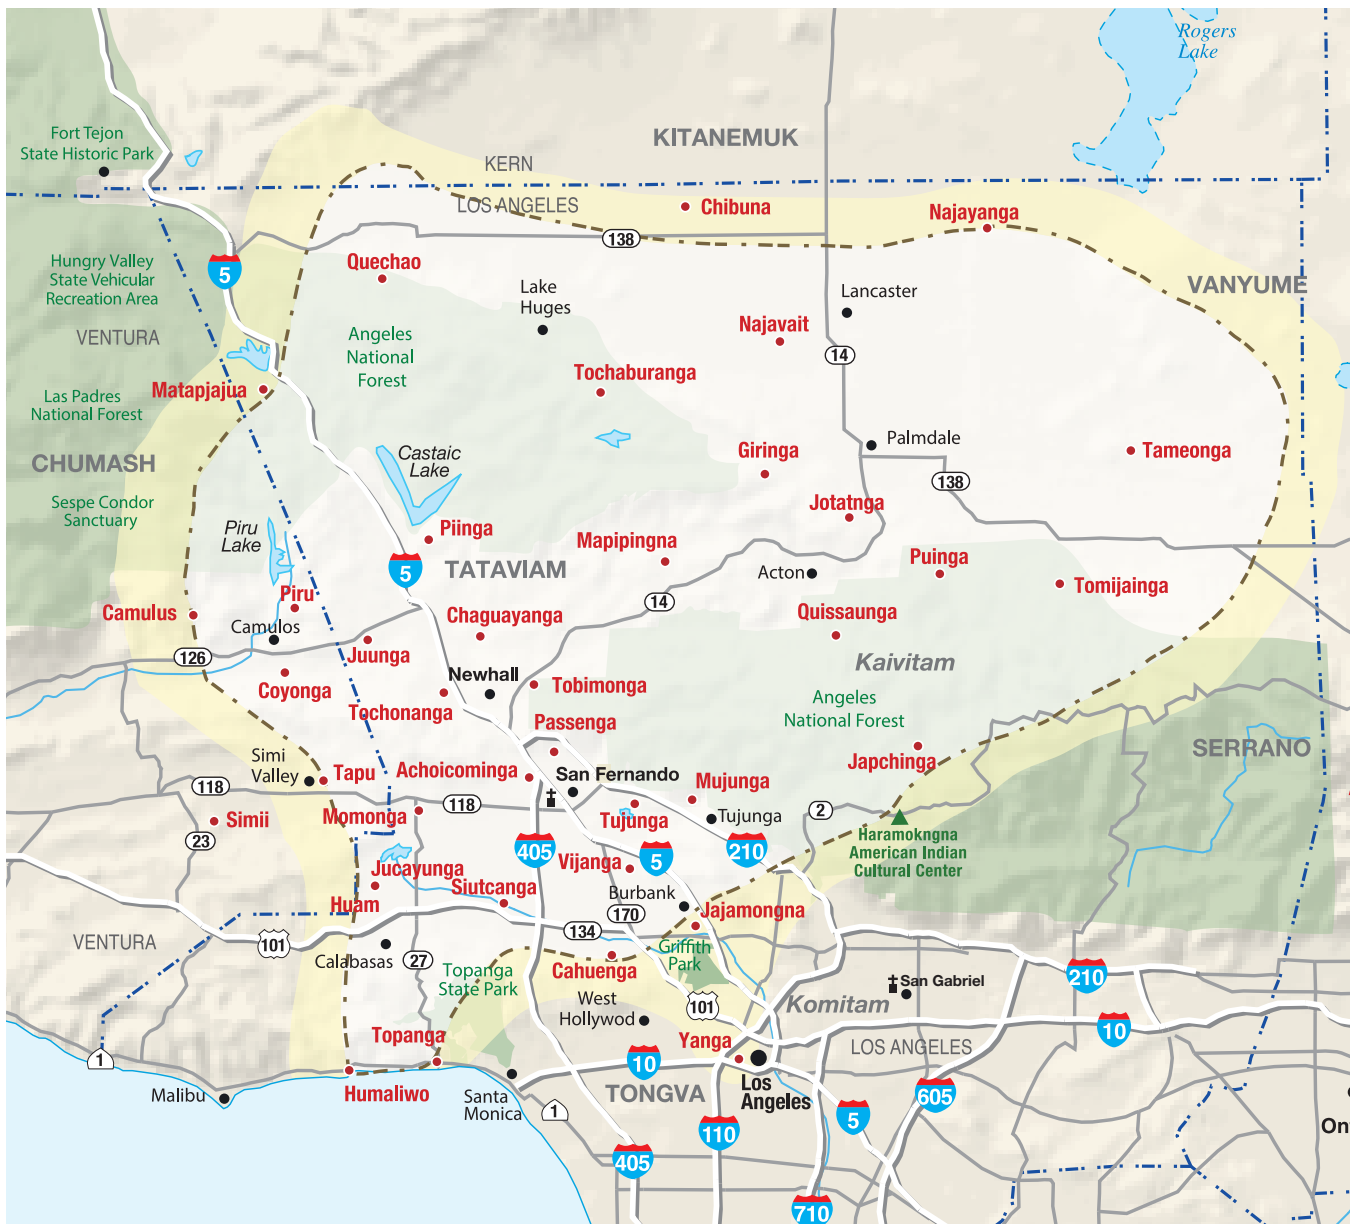 Rogers
Lake
Fort Tejon
State Historic Park
KITANEMUK
KERN
LOS ANGELES
Chibuna
Najayanga
138
Hungry Valley
State Vehicular
Recreation Area
5
Quechao
Lake
Huges
Lancaster
VANYUME
VENTURA
Angeles
National
Forest
Najavait
14
Matapjajua
Tochaburanga
Las Padres
National Forest
CHUMASH
Castaic
Lake
Giringa
Palmdale
Tameonga
138
Sespe Condor
Sanctuary
Piru
Lake
Piinga
Jotatnga
Mapipingna
TATAVIAM
5
Acton
Puinga
Tomijainga
Piru
Camulus
Camulos
Chaguayanga
14
Quissaunga
126
Juunga
Kaivitam
Coyonga
Newhall
Tobimonga
Tochonanga
Angeles
National Forest
Passenga
Simi
Valley
Tapu
Achoicominga
San Fernando
Mujunga
Japchinga
SERRANO
118
Simii
Momonga
118
Tujunga
Tujunga
2
23
Haramokngna
American Indian
Cultural Center
405
5
210
Jucayunga
Vijanga
Huam
Siutcanga
Burbank
170
Jajamongna
VENTURA
101
134
Calabasas
27
Griffith
Park
Topanga
State Park
Cahuenga
210
San Gabriel
West
Hollywod
101
Komitam
10
Topanga
Yanga
LOS ANGELES
1
10
Humaliwo
Malibu
Santa
Monica
1
TONGVA
Los
Angeles
605
5
110
Ont
405
710